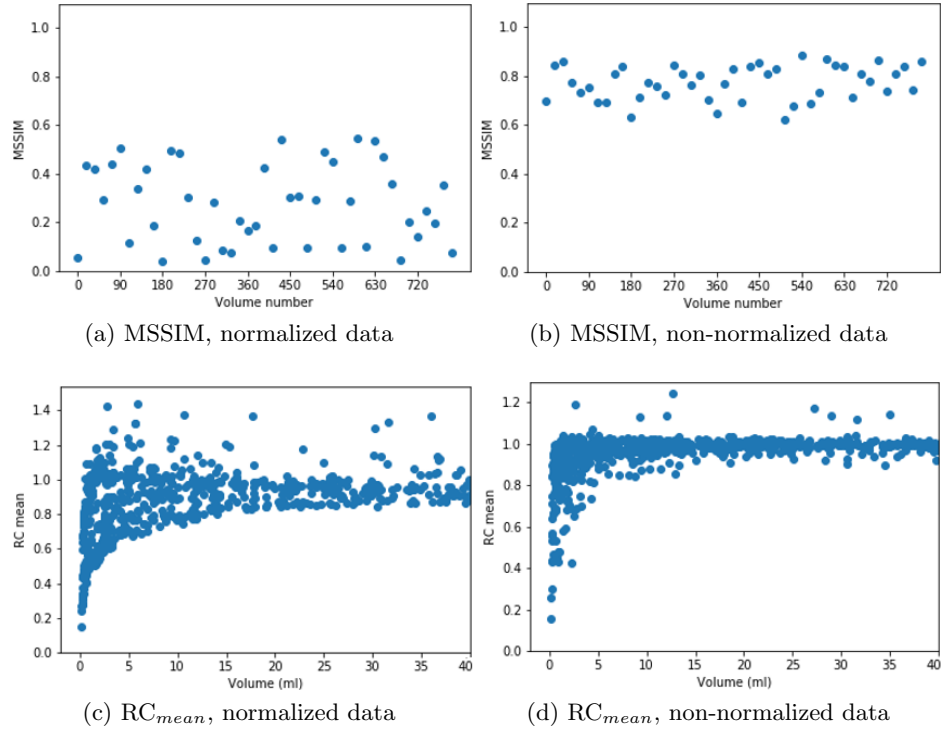 1.0
0.8
0.6
0.4
0.2
0.0
MSSIM
0 90 180 270 360 450 540 630 720
Volume number
(a) MSSIM, normalized data
1.0
0.8
0.6
0.4
0.2
0.0
MSSIM
0 90 180 270 360 450 540 630 720
Volume number
(b) MSSIM, non-normalized data
1.4
1.2
1.0
0.8
0.6
0.4
0.2
0.0
RC mean
0 5 10 15 20 25 30 35 40
Volume (ml)
(c) RCmean, normalized data
1.2
1.0
0.8
0.6
0.4
0.2
0.0
RC mean
0 5 10 15 20 25 30 35 40
Volume (ml)
(d) RCmean, non-normalized data